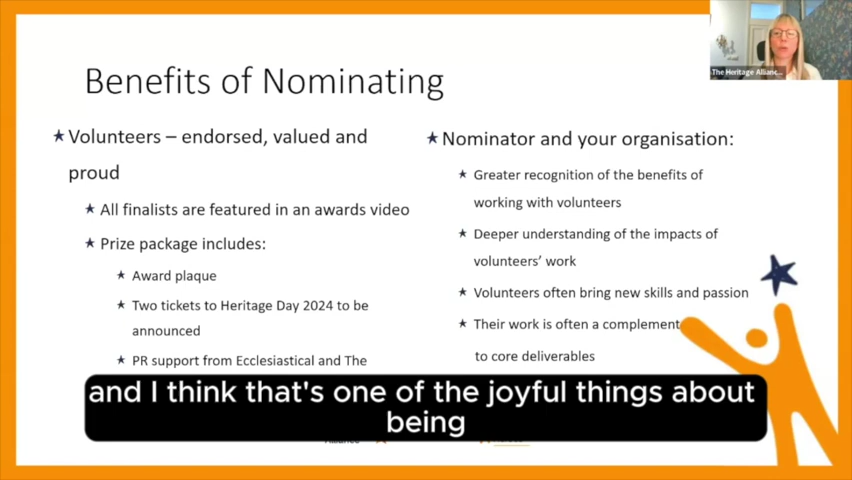 The Heritage Allianc...
Benefits of Nominating
Volunteers – endorsed, valued and
proud
All finalists are featured in an awards video
Prize package includes:
Award plaque
Two tickets to Heritage Day 2024 to be
announced
PR support from Ecclesiastical and The
Nominator and your organisation:
Greater recognition of the benefits of
working with volunteers
Deeper understanding of the impacts of
volunteers’ work
Volunteers often bring new skills and passion
Their work is often a complement
to core deliverables
and I think that's one of the joyful things about
being